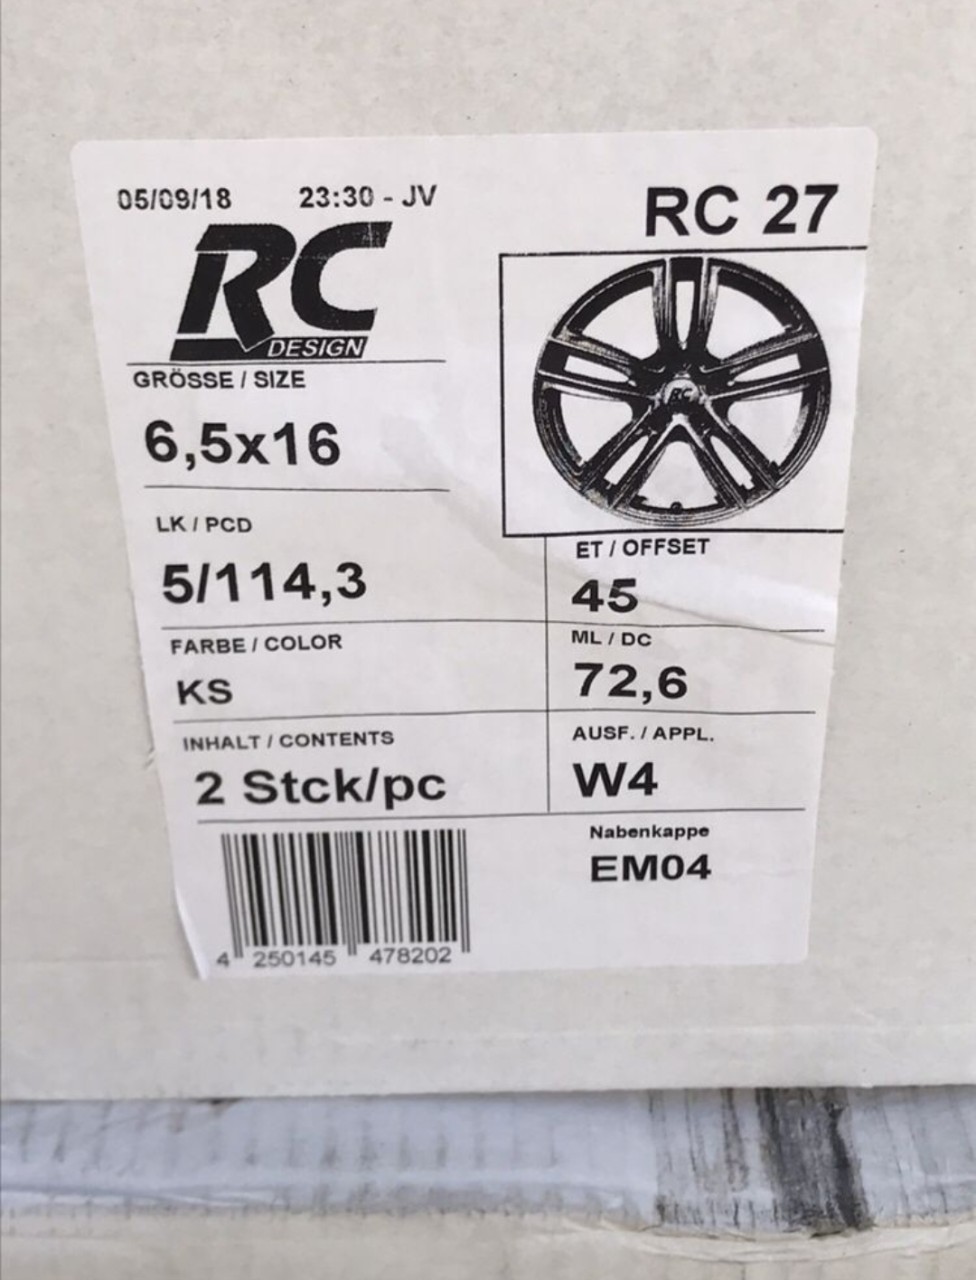 05/09/18 23:30 - JV
RC 27
RC
DESIGN
RC
GRÖSSE / SIZE
6,5x16
LK / PCD
5/114,3
ET / OFFSET
45
FARBE / COLOR
KS
ML / DC
72,6
INHALT / CONTENTS
2 Stck/pc
AUSF. / APPL.
W4
Nabenkappe
EM04
4 250145 478202